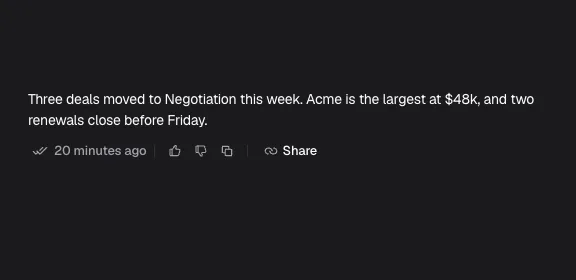 Three deals moved to Negotiation this week. Acme is the largest at $48k, and two
renewals close before Friday.
20 minutes ago Share